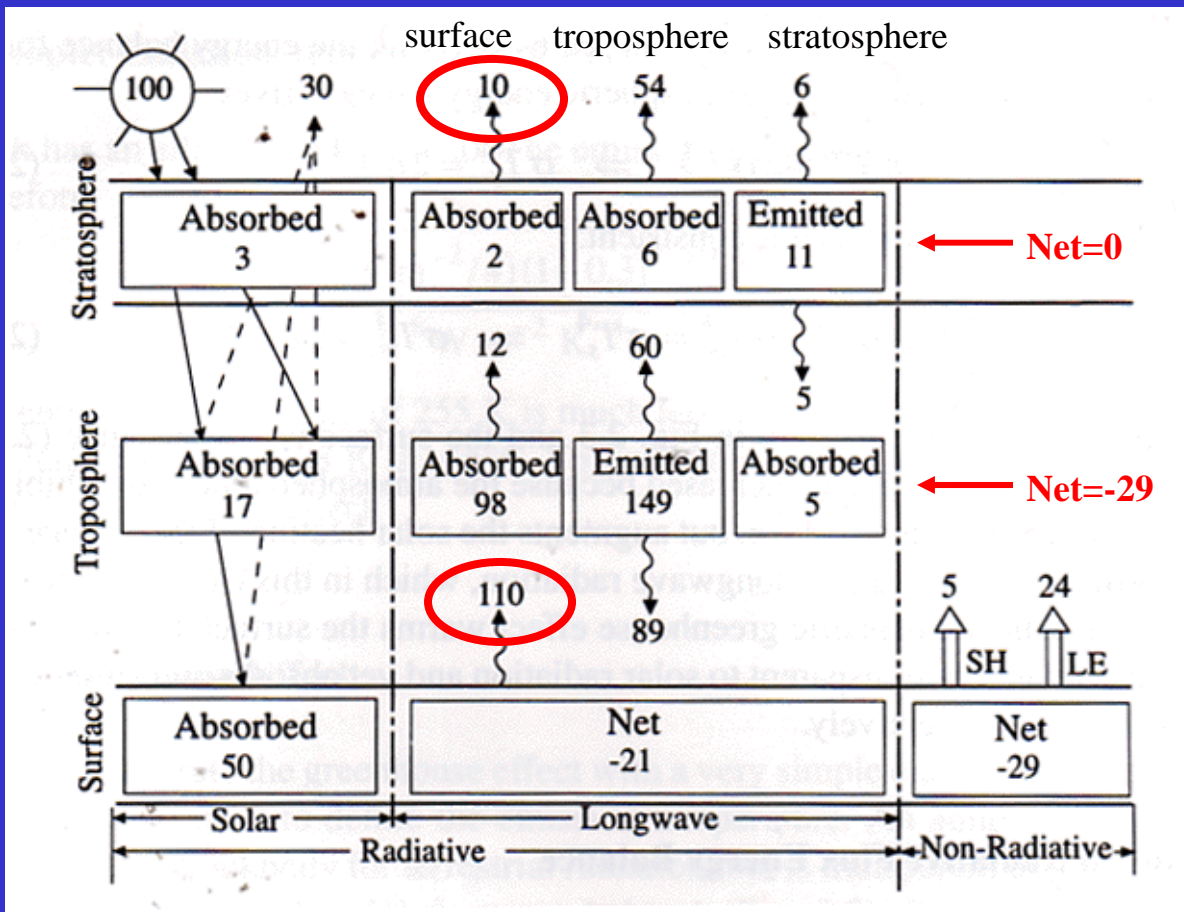 surface troposphere stratosphere
100 30 10 54 6
Stratosphere
Absorbed
3
Absorbed
2
Absorbed
6
Emitted
11
Net=0
12 60 5
Troposphere
Absorbed
17
Absorbed
98
Emitted
149
Absorbed
5
Net=-29
110 89
5 24
SH LE
Surface
Absorbed
50
Net
-21
Net
-29
Solar Longwave
Radiative Non-Radiative